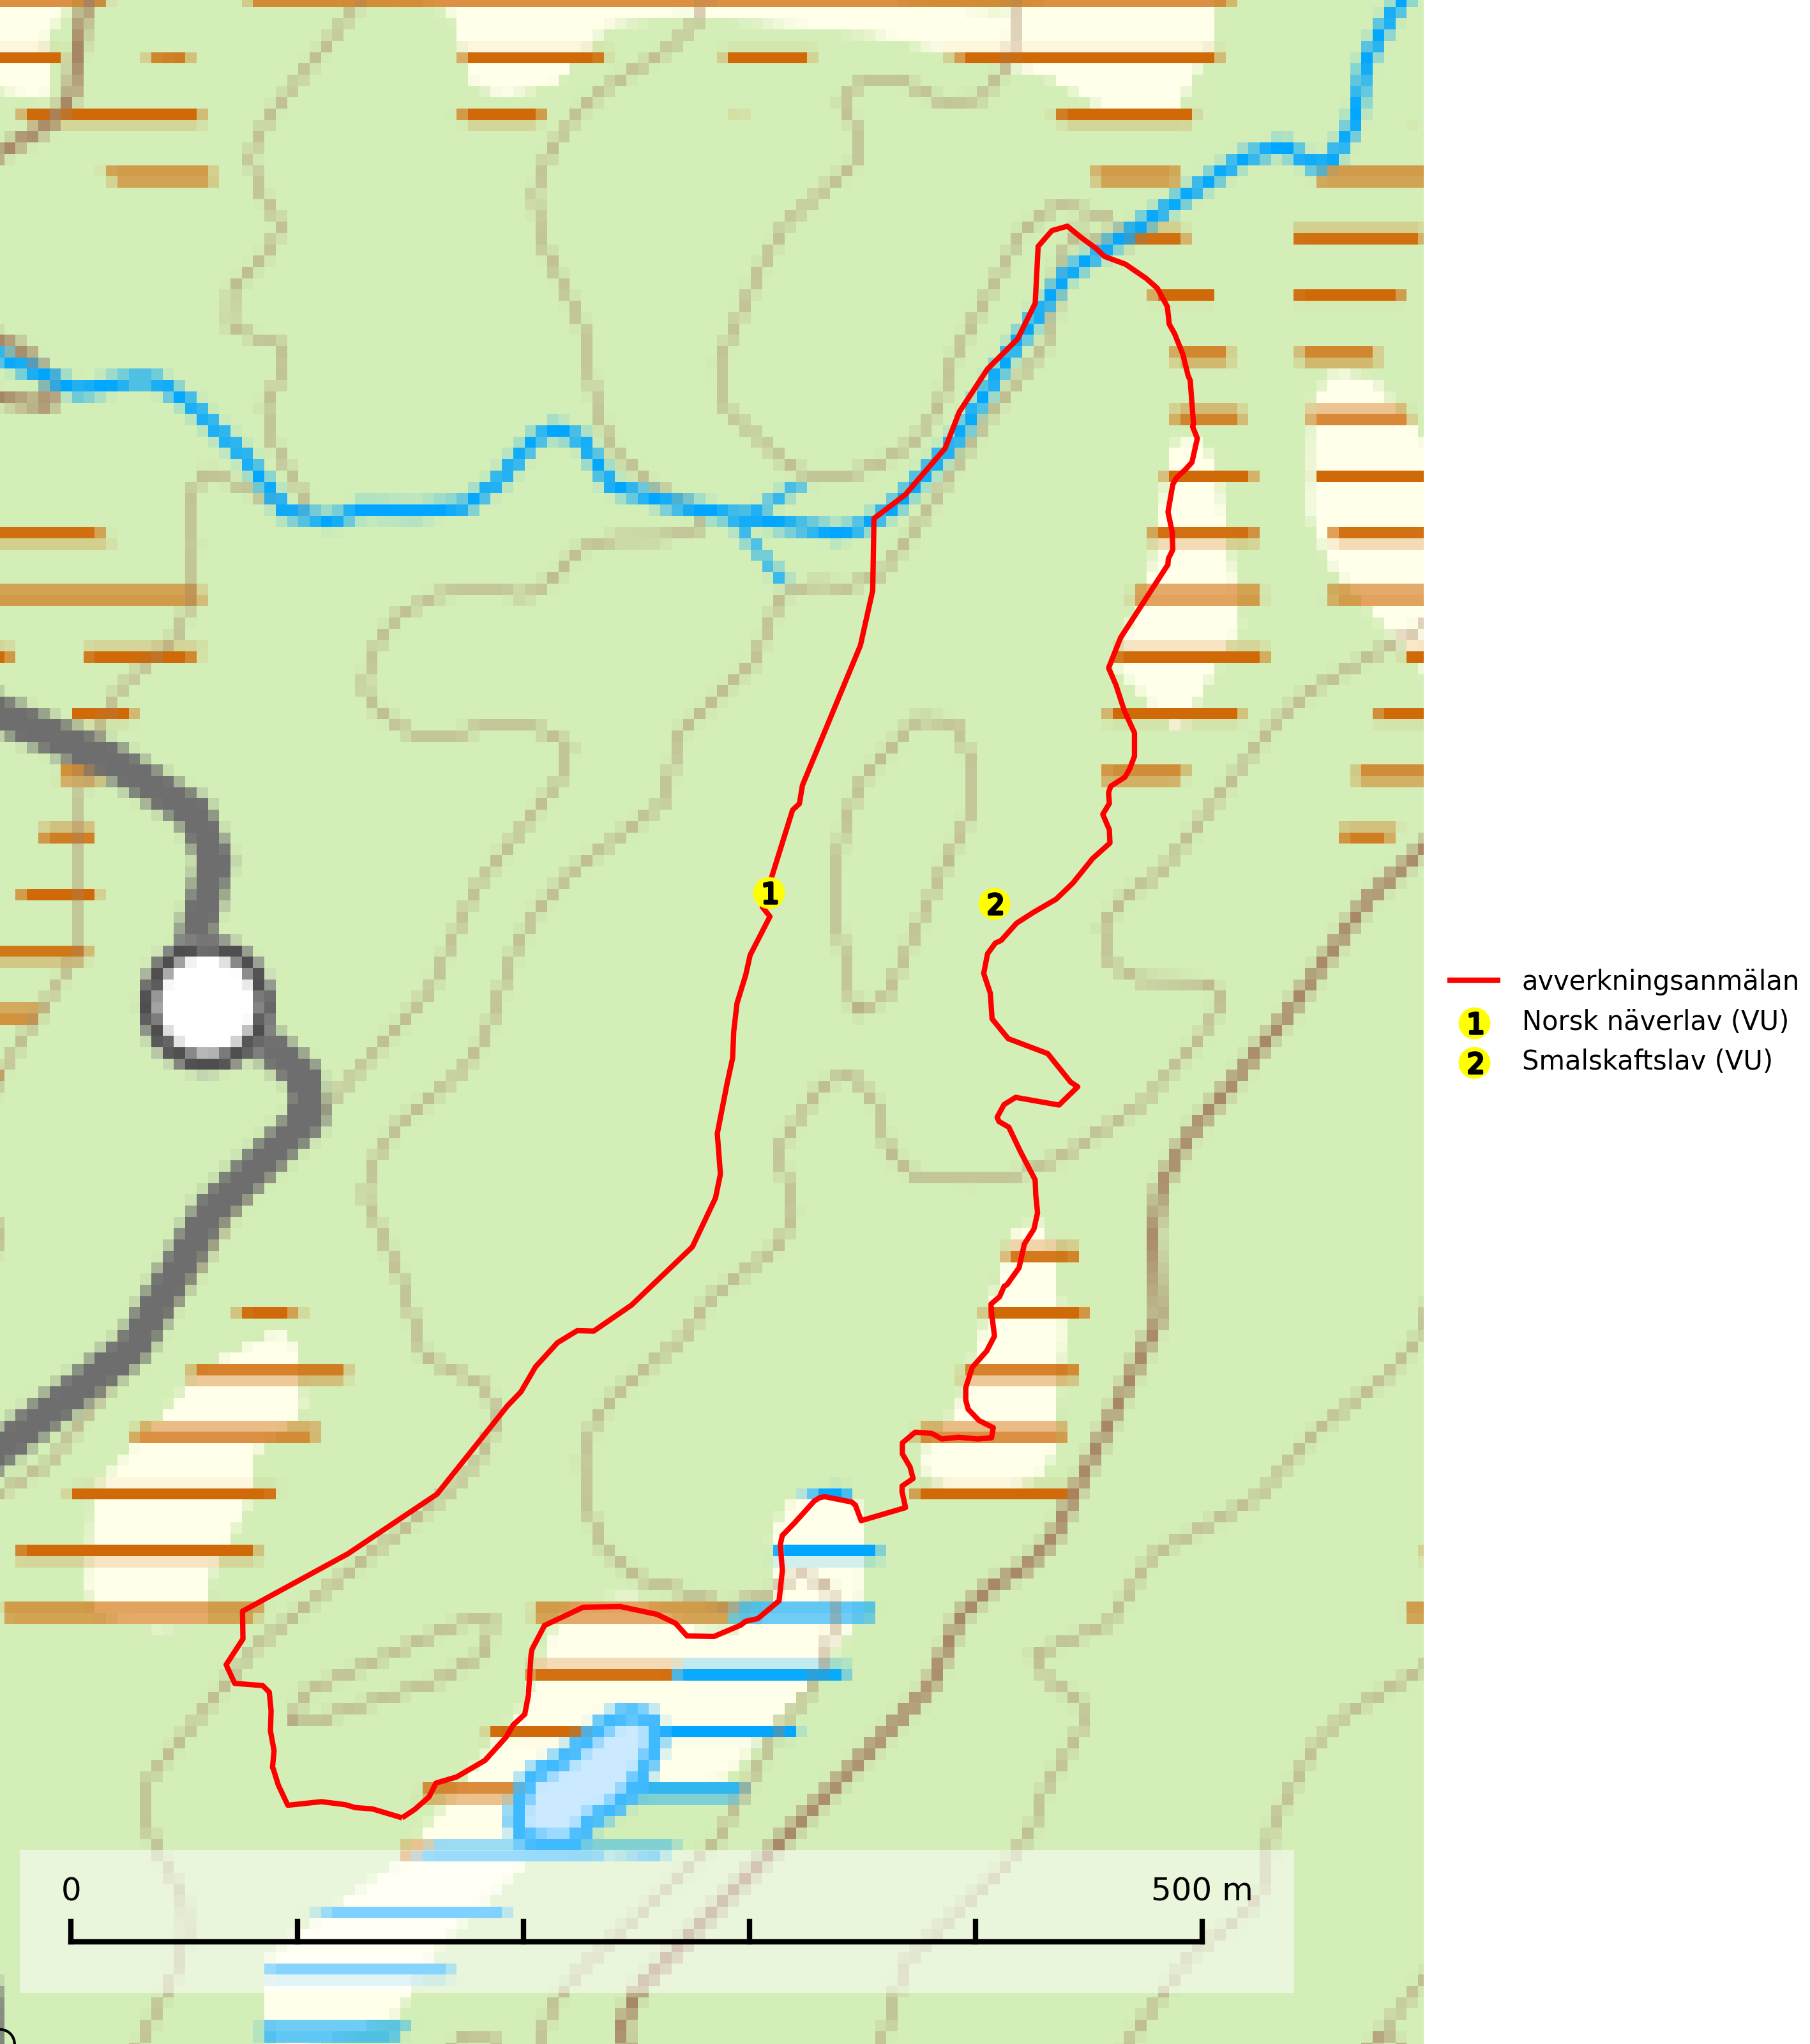 1
2
avverkningsanmälan
1 Norsk näverlav (VU)
2 Smalskaftslav (VU)
0 500 m